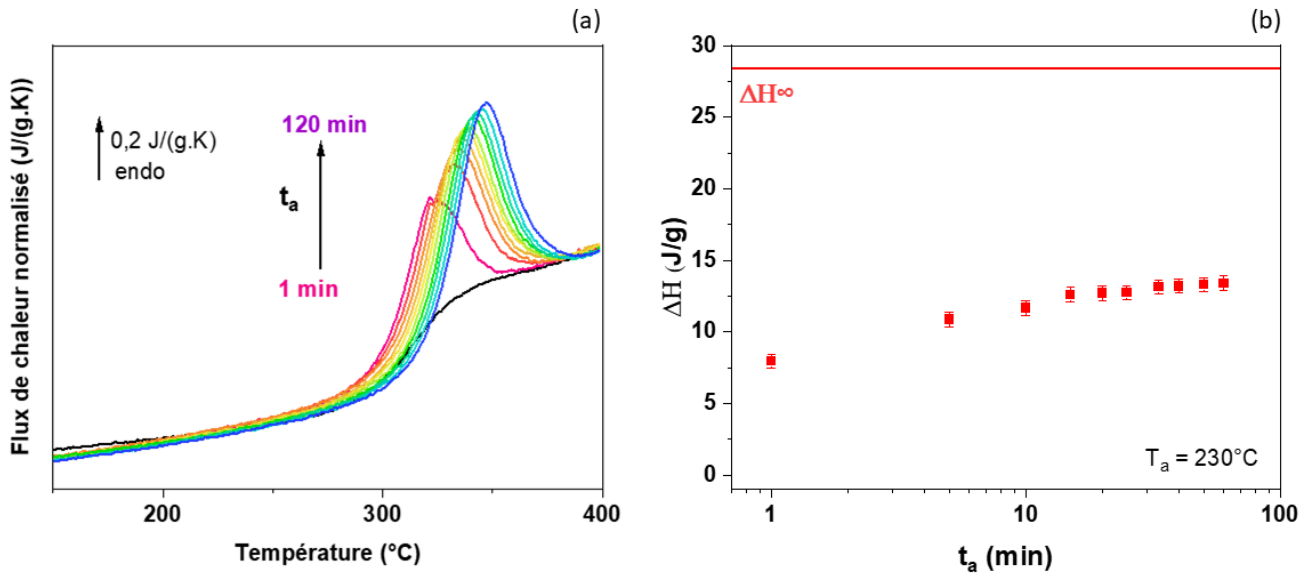 (a)
Flux de chaleur normalisé (J/(g.K))
0,2 J/(g.K)
endo
120 min
tₐ
1 min
200
300
400
Température (°C)
(b)
ΔH (J/g)
30
25
20
15
10
5
0
ΔH∞
Tₐ = 230°C
1
10
100
tₐ (min)